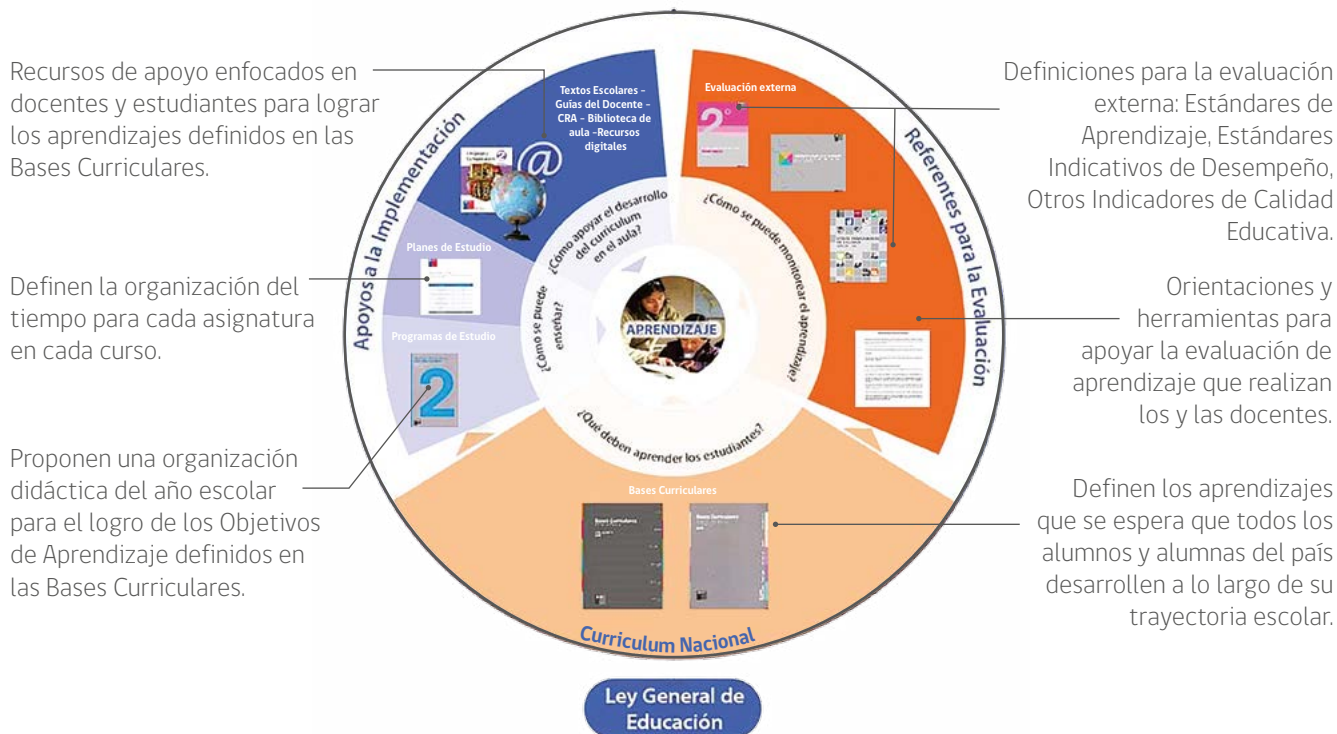 Recursos de apoyo enfocados en
docentes y estudiantes para lograr
los aprendizajes definidos en las
Bases Curriculares.
Definen la organización del
tiempo para cada asignatura
en cada curso.
Proponen una organización
didáctica del año escolar
para el logro de los Objetivos
de Aprendizaje definidos en
las Bases Curriculares.
Apoyos a la Implementación
Textos Escolares –
Guías del Docente –
CRA – Biblioteca de
aula –Recursos
digitales
@
2
Planes de Estudio
Programas de Estudio
2
¿Cómo apoyar el desarrollo
del curriculum
en el aula?
¿Cómo se puede
enseñar?
APRENDIZAJE
¿Cómo se puede monitorear el aprendizaje?
¿Qué deben aprender los estudiantes?
Evaluación externa
2°
Referentes para la Evaluación
Bases Curriculares
Bases Curriculares
Bases Curriculares
Curriculum Nacional
Ley General de
Educación
Definiciones para la evaluación
externa: Estándares de
Aprendizaje, Estándares
Indicativos de Desempeño,
Otros Indicadores de Calidad
Educativa.
Orientaciones y
herramientas para
apoyar la evaluación de
aprendizaje que realizan
los y las docentes.
Definen los aprendizajes
que se espera que todos los
alumnos y alumnas del país
desarrollen a lo largo de su
trayectoria escolar.